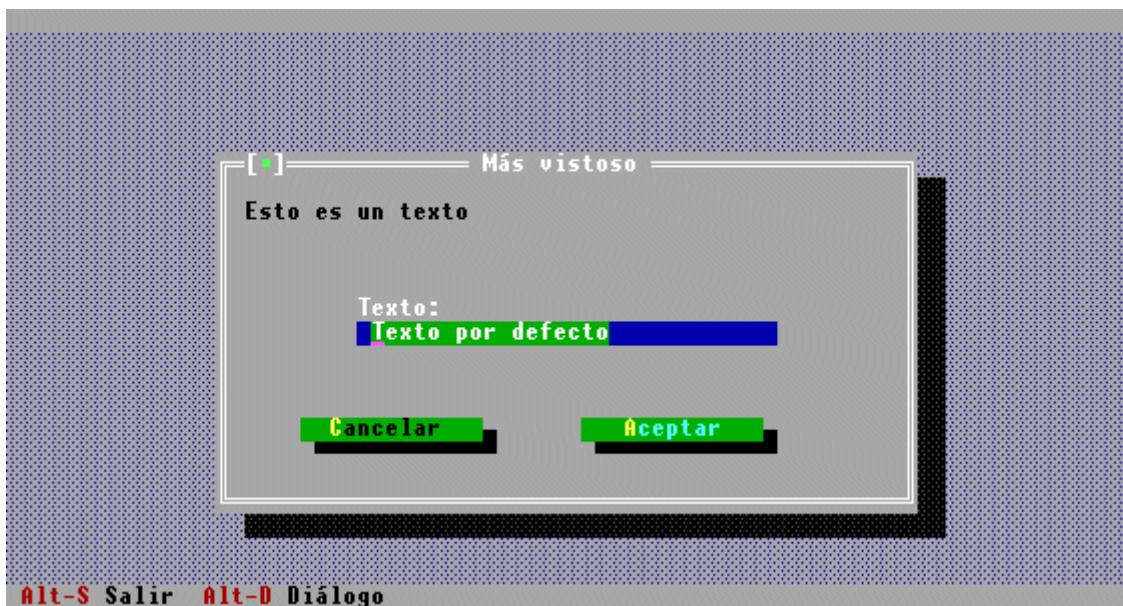 [▪] Más vistoso
Esto es un texto
Texto:
Texto por defecto
Cancelar Aceptar
Alt-S Salir Alt-D Diálogo